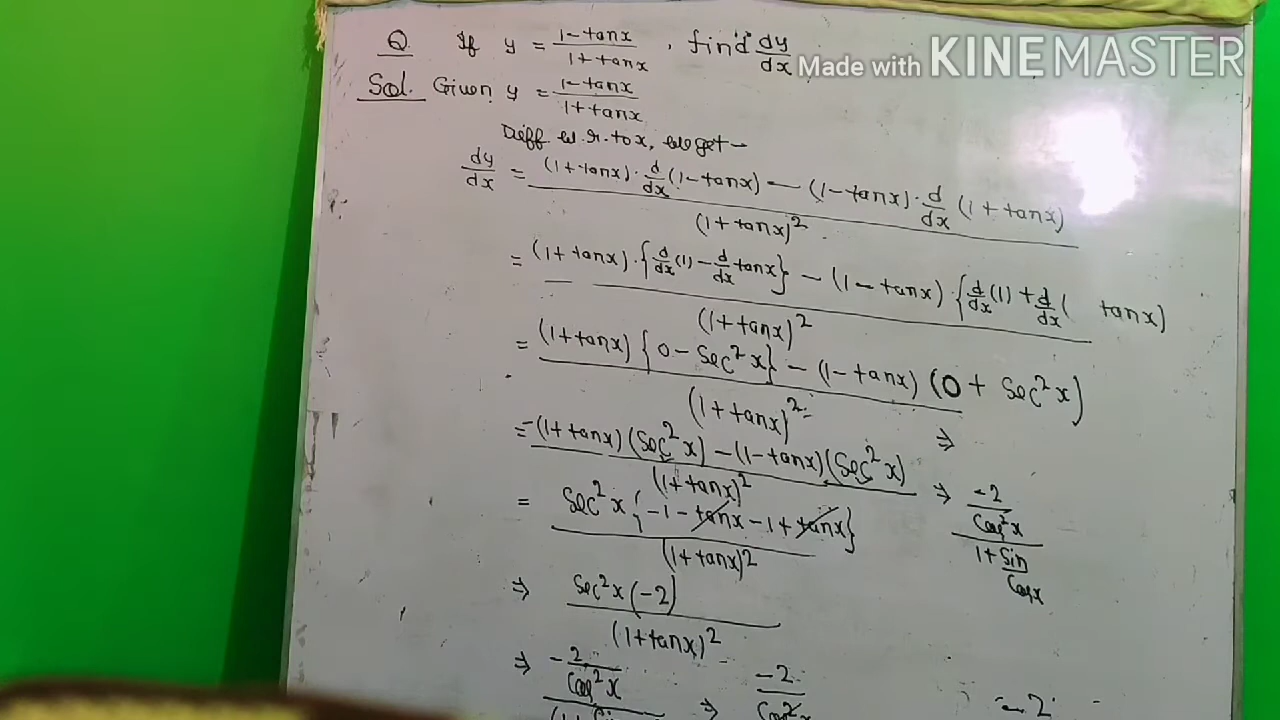 Q. If y = (1-tanx)/(1+tanx) , find dy/dx
Made with KINEMASTER
Sol. Given y = (1-tanx)/(1+tanx)
Diff w.r.to x, we get-
dy/dx = ((1+tanx)·d/dx(1-tanx) - (1-tanx)·d/dx(1+tanx))/(1+tanx)²
= ((1+tanx)·{d/dx(1) - d/dx tanx} - (1-tanx)·{d/dx(1) + d/dx( tanx))/(1+tanx)²
= ((1+tanx){0-Sec²x} - (1-tanx)(0+Sec²x))/(1+tanx)²
⇒
= (-(1+tanx)(Sec²x) - (1-tanx)(Sec²x))/(1+tanx)²
= Sec²x{-1-tanx-1+tanx}/(1+tanx)²
⇒ Sec²x(-2)/(1+tanx)²
⇒ -2/Cos²x ⇒ -2/Cos²x
-2
⇒ (-2/Cos²x)/(1+Sin/Cosx)